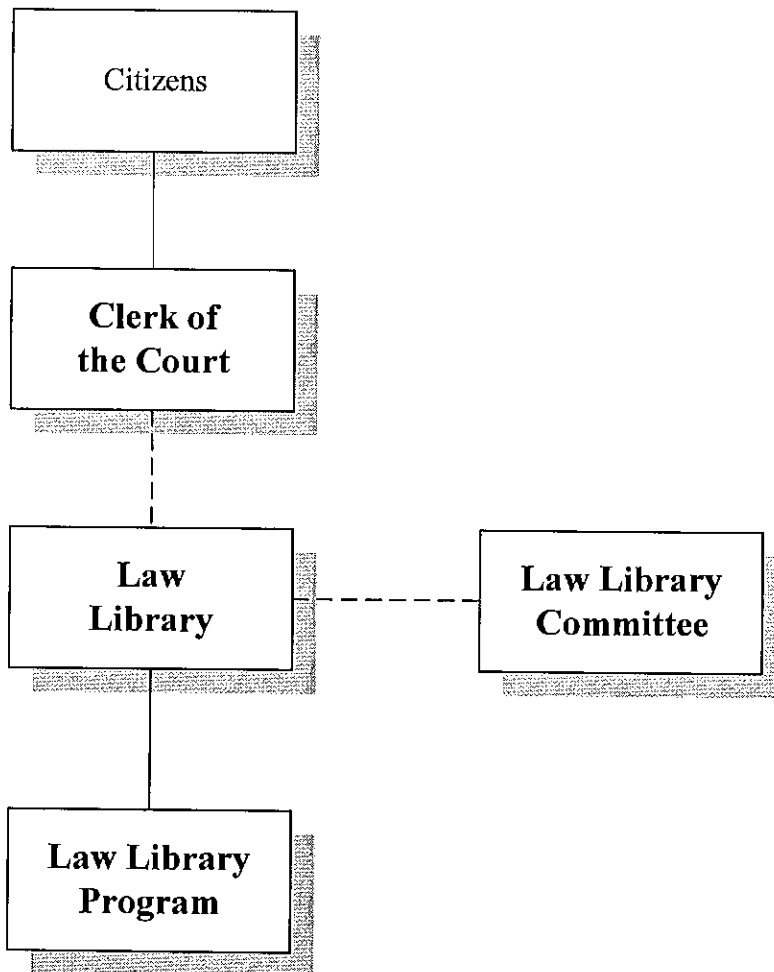 Citizens
Clerk of
the Court
Law
Library
Law Library
Committee
Law Library
Program